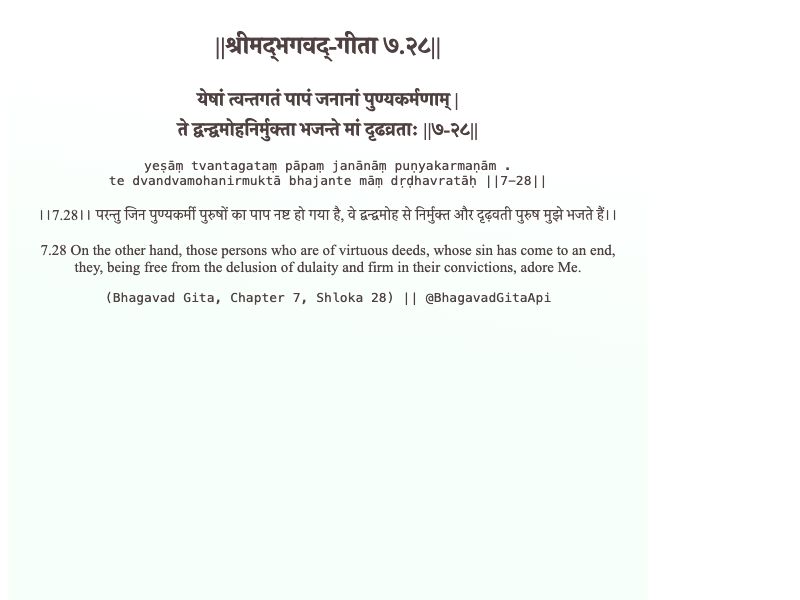 ||श्रीमद्‍भगवद्‍-गीता ७.२८||
येषां त्वन्तगतं पापं जनानां पुण्यकर्मणाम्‌ |
ते द्वन्द्वमोहनिर्मुक्ता भजन्ते मां दृढव्रताः ||७-२८||
yeṣāṃ tvantagataṃ pāpaṃ janānāṃ puṇyakarmaṇām .
te dvandvamohanirmuktā bhajante māṃ dṛḍhavratāḥ ||7-28||
।।7.28।। परन्तु जिन पुण्यकर्मी पुरुषों का पाप नष्ट हो गया है, वे द्वन्द्वमोह से निर्मुक्त और दृढ़वती पुरुष मुझे भजते हैं।।
7.28 On the other hand, those persons who are of virtuous deeds, whose sin has come to an end,
they, being free from the delusion of dulaity and firm in their convictions, adore Me.
(Bhagavad Gita, Chapter 7, Shloka 28) || @BhagavadGitaApi